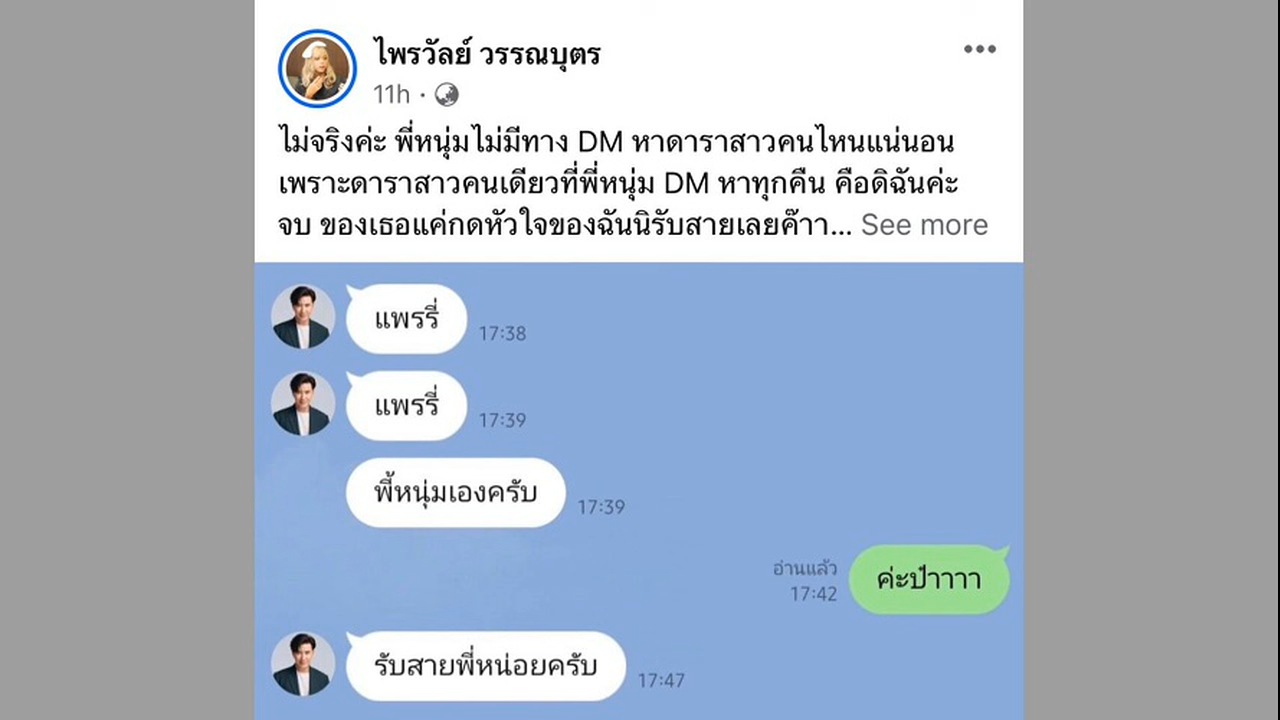 ไพรวัลย์ วรรณบุตร
11h ·
ไม่จริงค่ะ พี่หนุ่มไม่มีทาง DM หาดาราสาวคนไหนแน่นอน
เพราะดาราสาวคนเดียวที่พี่หนุ่ม DM หาทุกคืน คือดิฉันค่ะ
จบ ของเธอแค่กดหัวใจของฉันนิรับสายเลยค๊าา... See more
แพรรี่
17:38
แพรรี่
17:39
พี้หนุ่มเองครับ
17:39
อ่านแล้ว
17:42
ค่ะป๋าาาา
รับสายพี่หน่อยครับ
17:47